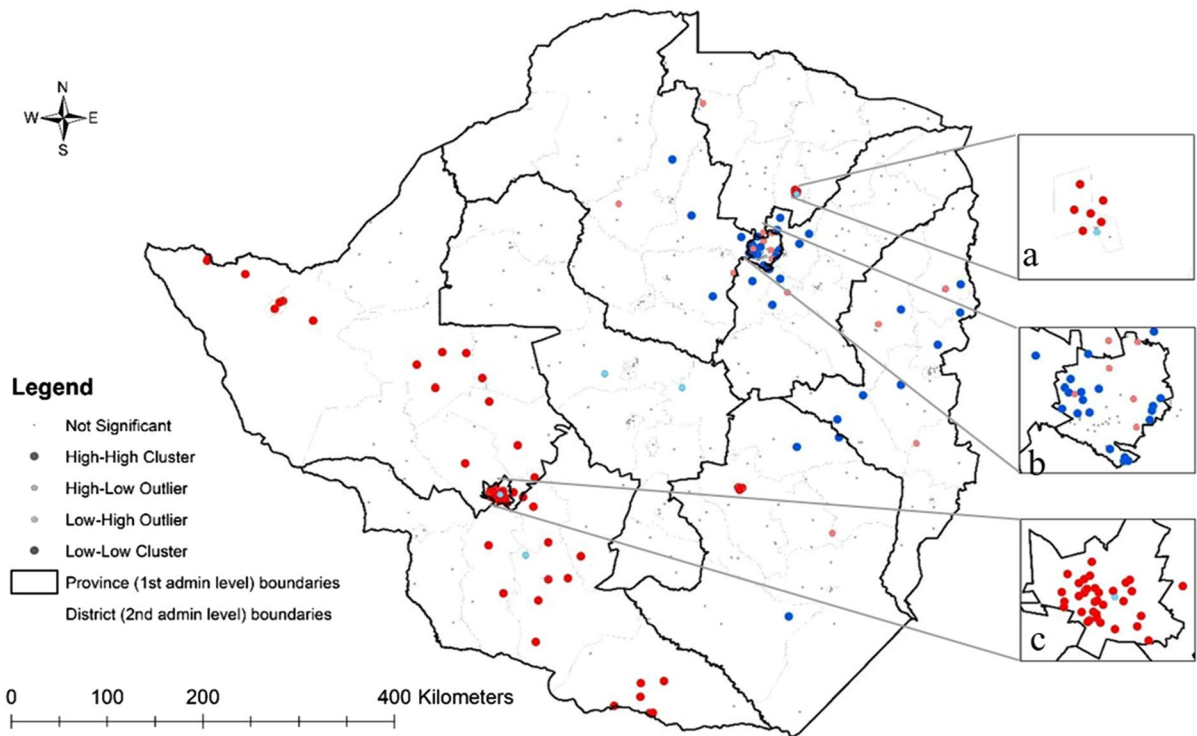 N
W E
S
a
b
c
Legend
Not Significant
High-High Cluster
High-Low Outlier
Low-High Outlier
Low-Low Cluster
Province (1st admin level) boundaries
District (2nd admin level) boundaries
0 100 200 400 Kilometers